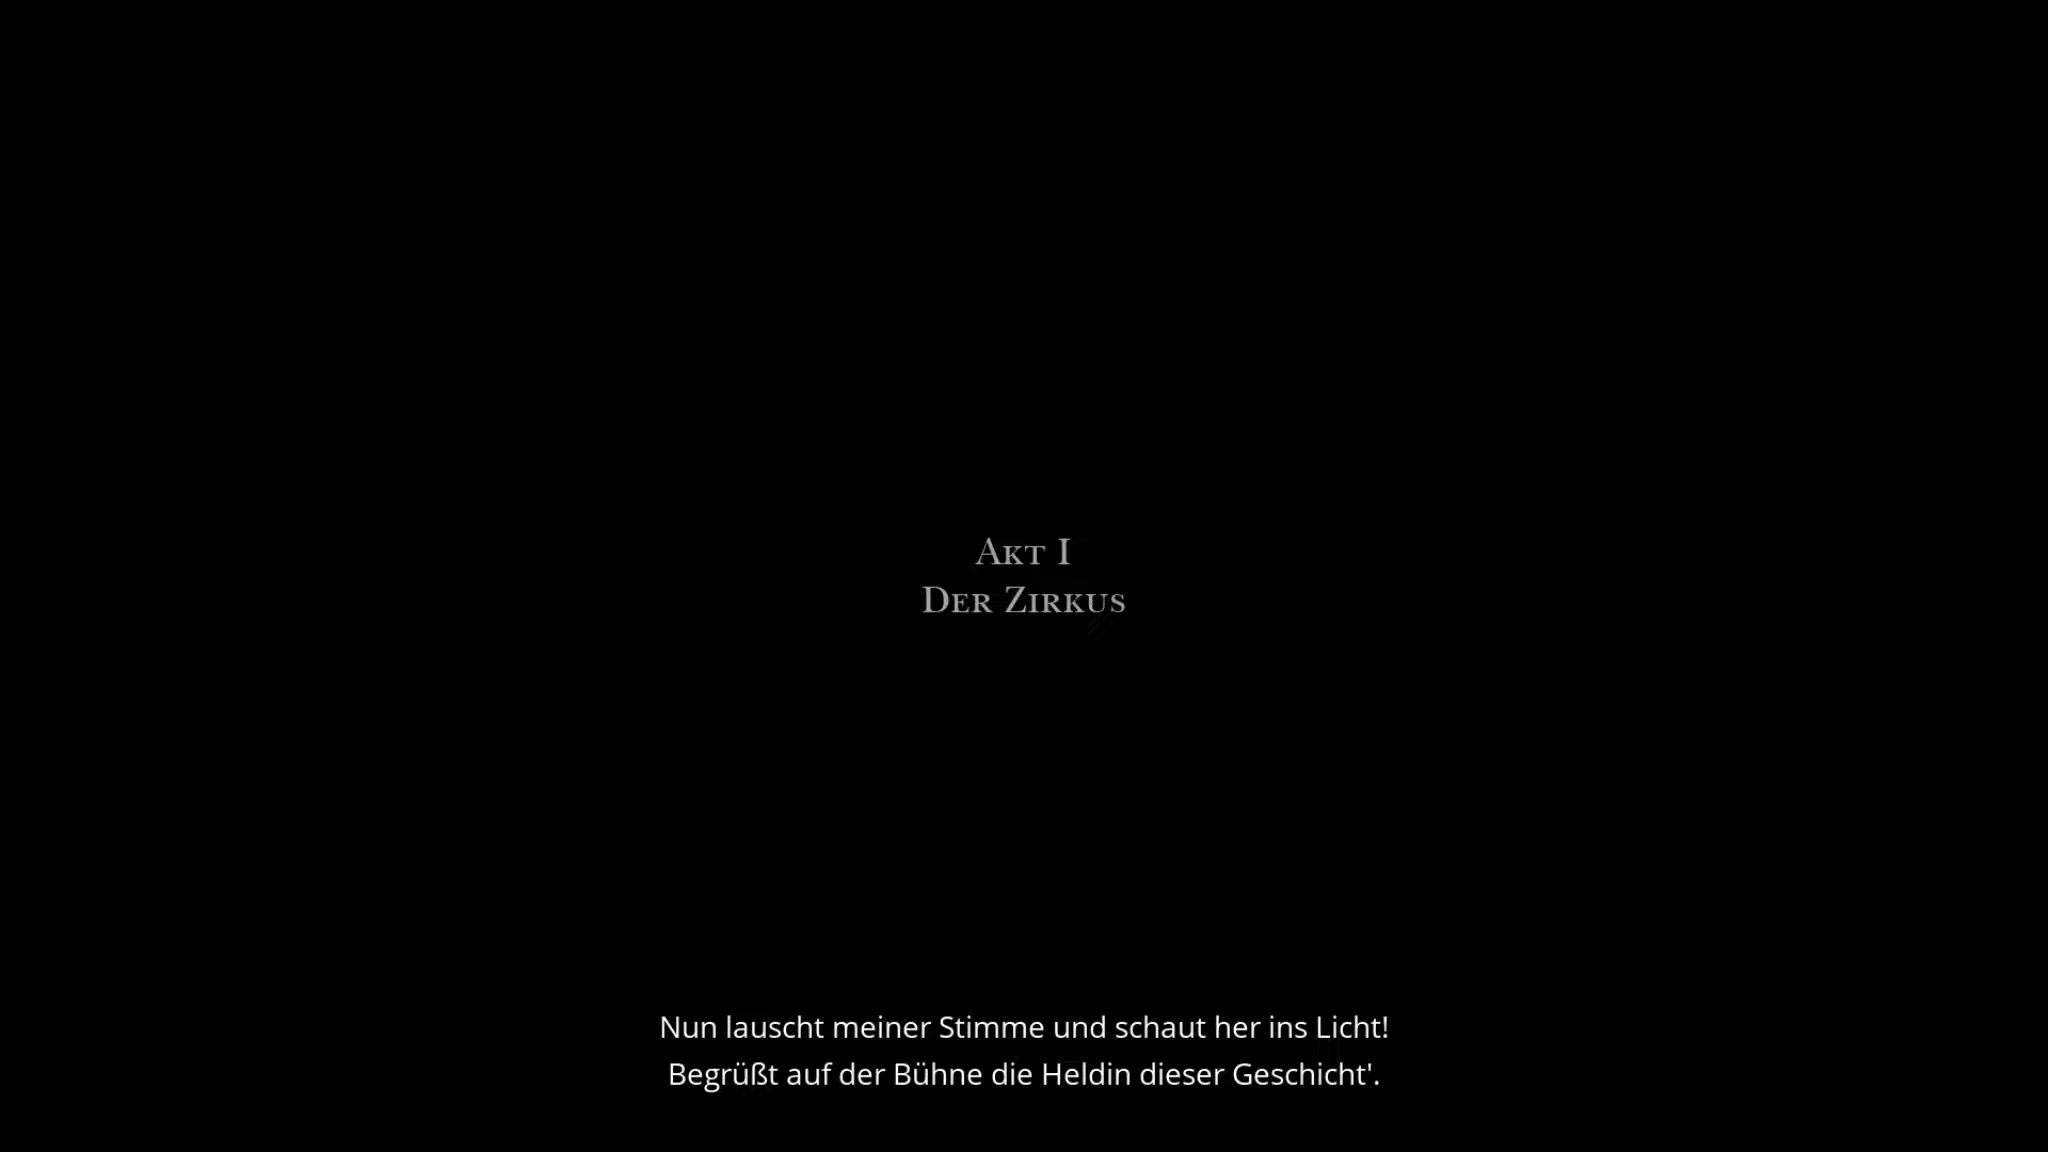 Akt I
Der Zirkus
Nun lauscht meiner Stimme und schaut her ins Licht!
Begrüßt auf der Bühne die Heldin dieser Geschicht'.